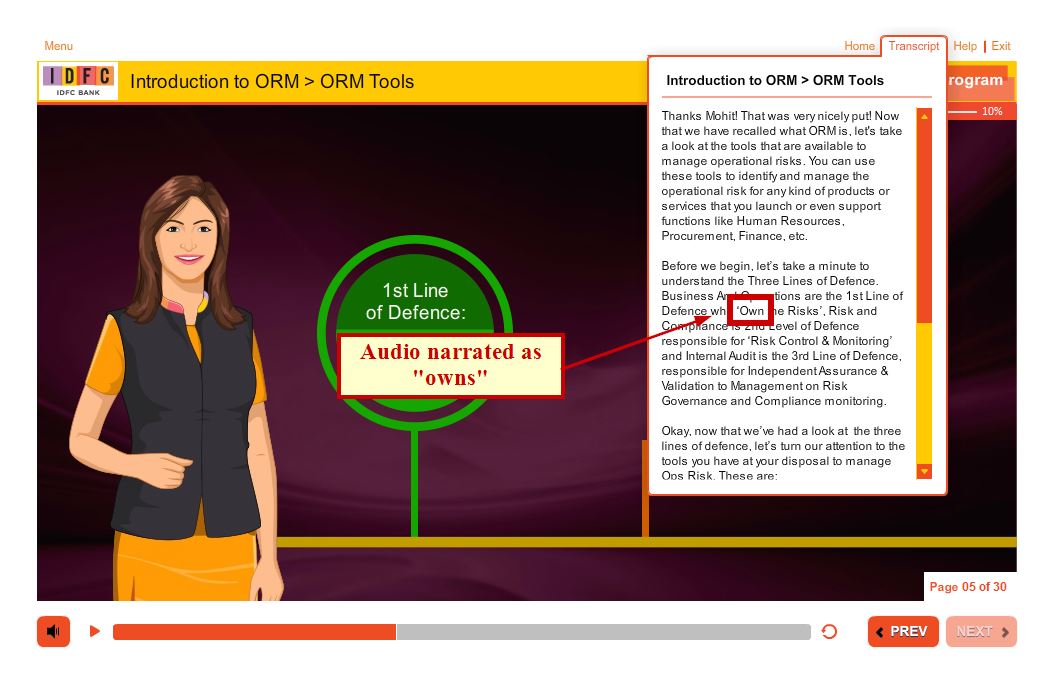 Menu
Home Transcript Help | Exit
IDFC
IDFC BANK
Introduction to ORM > ORM Tools
rogram
10%
Introduction to ORM > ORM Tools
Thanks Mohit! That was very nicely put! Now
that we have recalled what ORM is, let's take
a look at the tools that are available to
manage operational risks. You can use
these tools to identify and manage the
operational risk for any kind of products or
services that you launch or even support
functions like Human Resources,
Procurement, Finance, etc.
Before we begin, let's take a minute to
understand the Three Lines of Defence.
Business And Operations are the 1st Line of
Defence who 'Own the Risks', Risk and
Compliance is 2nd Level of Defence
responsible for 'Risk Control & Monitoring'
and Internal Audit is the 3rd Line of Defence,
responsible for Independent Assurance &
Validation to Management on Risk
Governance and Compliance monitoring.
Okay, now that we've had a look at the three
lines of defence, let's turn our attention to the
tools you have at your disposal to manage
Ops Risk. These are:
1st Line
of Defence:
Audio narrated as
"owns"
Page 05 of 30
PREV
NEXT